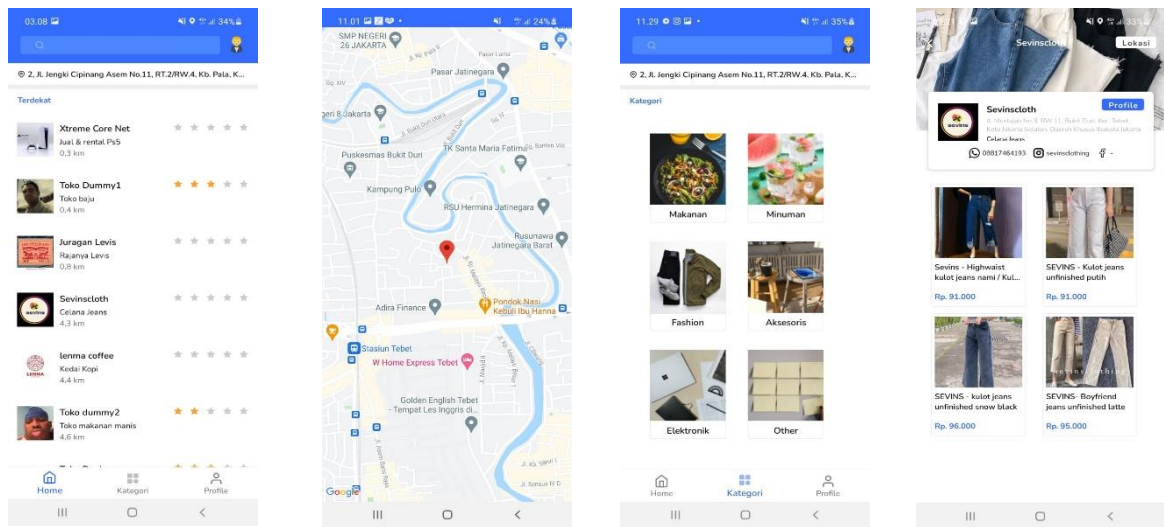 03.08
34%
2, Jl. Jengki Cipinang Asem No.11, RT.2/RW.4, Kb. Pala, K...
Terdekat
Xtreme Core Net
Jual & rental Ps5
0,3 km
Toko Dummy1
Toko baju
0,4 km
Juragan Levis
Rajanya Levis
0,8 km
Sevinscloth
Celana Jeans
4,3 km
lenma coffee
Kedai Kopi
4,4 km
Toko dummy2
Toko makanan manis
4,6 km
Home
Kategori
Profile
11.01
24%
SMP NEGERI
26 JAKARTA
Pasar Jatinegara
geri 8 Jakarta
TK Santa Maria Fatima
Puskesmas Bukit Duri
Kampung Pulo
RSU Hermina Jatinegara
Rusunawa
Jatinegara Barat
Adira Finance
Pondok Nasi
Kebuli Ibu Hanna
Stasiun Tebet
W Home Express Tebet
Golden English Tebet
- Tempat Les Inggris di...
Google
11.29
35%
2, Jl. Jengki Cipinang Asem No.11, RT.2/RW.4, Kb. Pala, K...
Kategori
Makanan
Minuman
Fashion
Aksesoris
Elektronik
Other
Home
Kategori
Profile
33%
Sevinscloth
Lokasi
Sevinscloth
Profile
Celana Jeans
08817464193
sevinsclothing
-
Sevins - Highwaist
kulot jeans nami / Kul...
Rp. 91.000
SEVINS - Kulot jeans
unfinished putih
Rp. 91.000
SEVINS - kulot jeans
unfinished snow black
Rp. 96.000
SEVINS- Boyfriend
jeans unfinished latte
Rp. 95.000